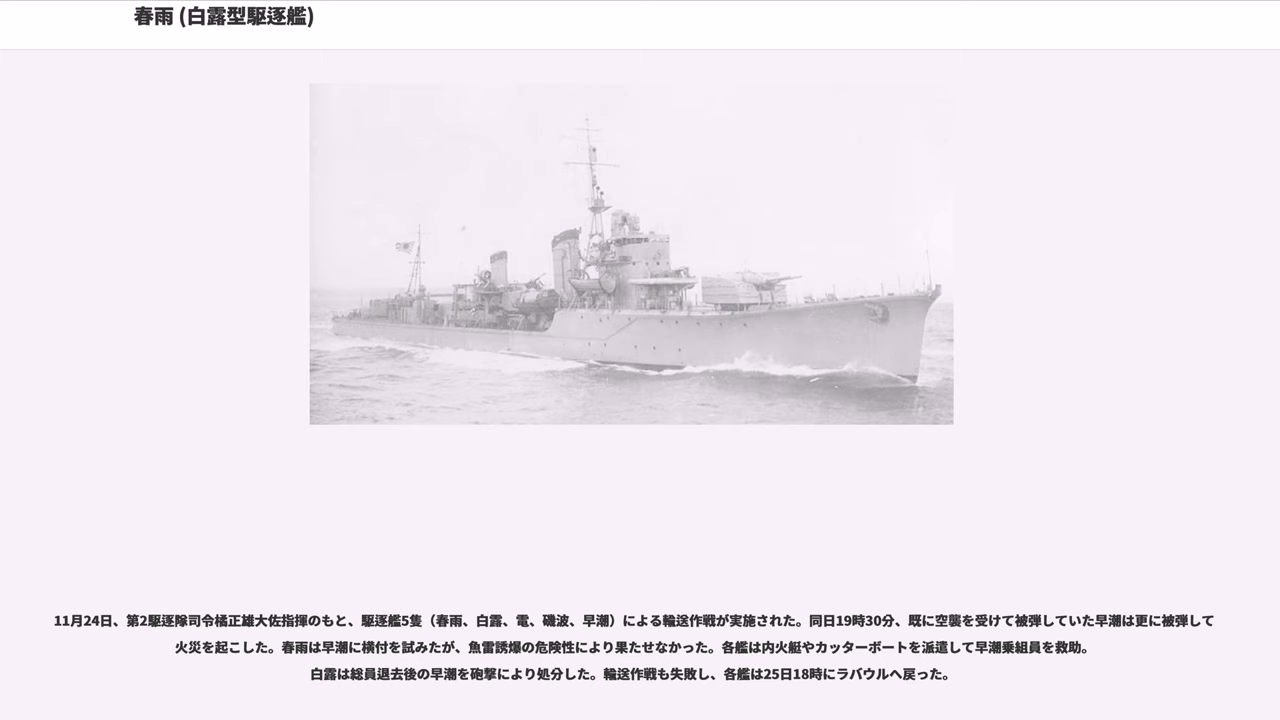 春雨 (白露型駆逐艦)
11月24日、第2駆逐隊司令橘正雄大佐指揮のもと、駆逐艦5隻（春雨、白露、電、磯波、早潮）による輸送作戦が実施された。同日19時30分、既に空襲を受けて被弾していた早潮は更に被弾して
火災を起こした。春雨は早潮に横付を試みたが、魚雷誘爆の危険性により果たせなかった。各艦は内火艇やカッターボートを派遣して早潮乗組員を救助。
白露は総員退去後の早潮を砲撃により処分した。輸送作戦も失敗し、各艦は25日18時にラバウルへ戻った。